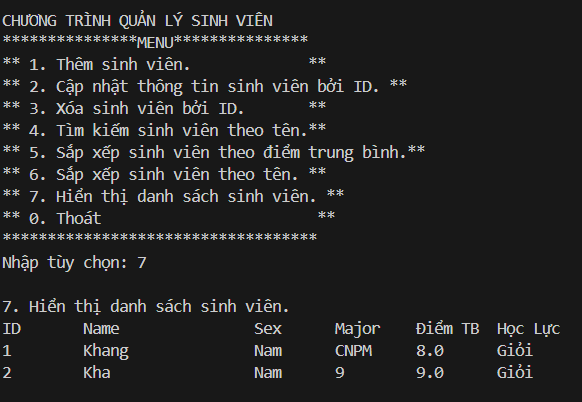 CHƯƠNG TRÌNH QUẢN LÝ SINH VIÊN
***************MENU***************
** 1. Thêm sinh viên.             **
** 2. Cập nhật thông tin sinh viên bởi ID. **
** 3. Xóa sinh viên bởi ID.       **
** 4. Tìm kiếm sinh viên theo tên.**
** 5. Sắp xếp sinh viên theo điểm trung bình.**
** 6. Sắp xếp sinh viên theo tên. **
** 7. Hiển thị danh sách sinh viên. **
** 0. Thoát                        **
***********************************
Nhập tùy chọn: 7

7. Hiển thị danh sách sinh viên.
ID       Name               Sex      Major    Điểm TB  Học Lực
1        Khang              Nam      CNPM     8.0      Giỏi
2        Kha                Nam      9        9.0      Giỏi